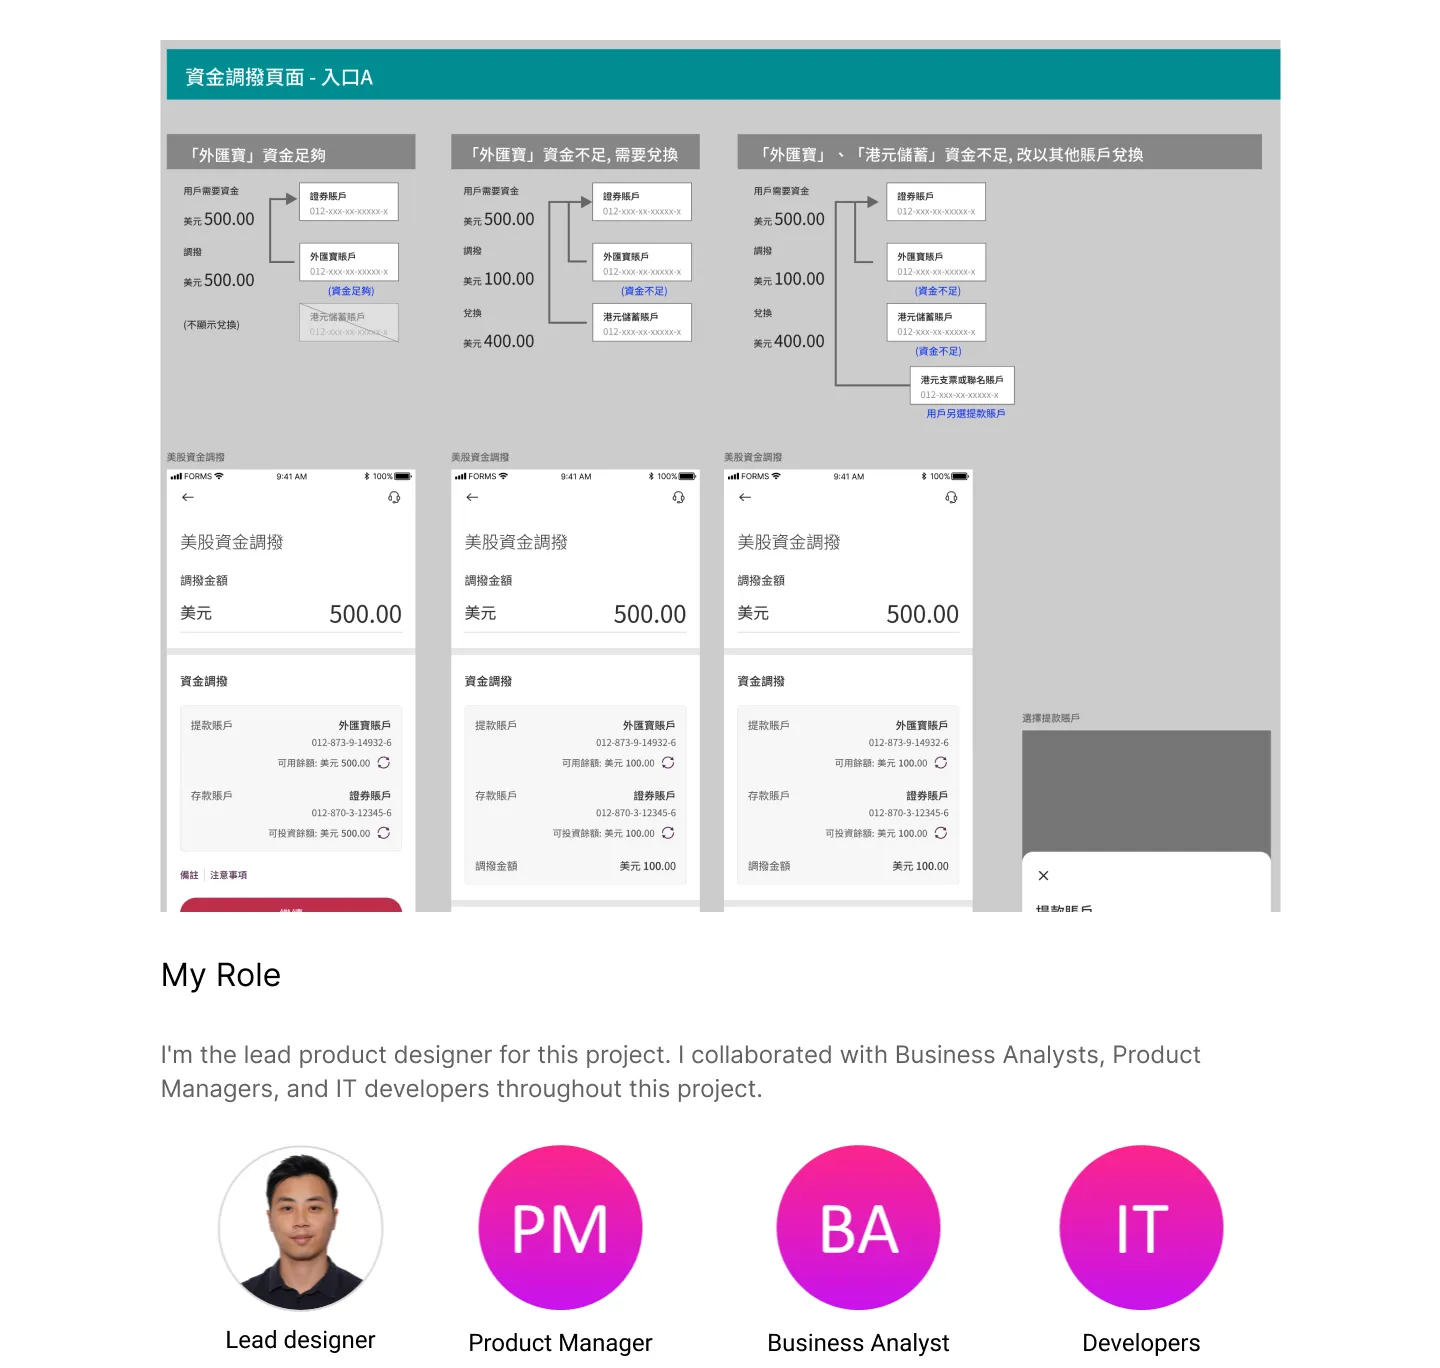 資金調撥頁面 - 入口A
「外匯寶」資金足夠
用戶需要資金
美元 500.00
調撥
美元 500.00
(不顯示兌換)
證券賬戶
012-xxx-xx-xxxxx-x
外匯寶賬戶
012-xxx-xx-xxxxx-x
(資金足夠)
港元儲蓄賬戶
012-xxx-xx-xxxxx-x
「外匯寶」資金不足, 需要兌換
用戶需要資金
美元 500.00
調撥
美元 100.00
兌換
美元 400.00
證券賬戶
012-xxx-xx-xxxxx-x
外匯寶賬戶
012-xxx-xx-xxxxx-x
(資金不足)
港元儲蓄賬戶
012-xxx-xx-xxxxx-x
「外匯寶」、「港元儲蓄」資金不足, 改以其他賬戶兌換
用戶需要資金
美元 500.00
調撥
美元 100.00
兌換
美元 400.00
證券賬戶
012-xxx-xx-xxxxx-x
外匯寶賬戶
012-xxx-xx-xxxxx-x
(資金不足)
港元儲蓄賬戶
012-xxx-xx-xxxxx-x
(資金不足)
港元支票或聯名賬戶
012-xxx-xx-xxxxx-x
用戶另選提款賬戶
美股資金調撥
FORMS 9:41 AM 100%
美股資金調撥
調撥金額
美元 500.00
資金調撥
提款賬戶 外匯寶賬戶
012-873-9-14932-6
可用餘額: 美元 500.00
存款賬戶 證券賬戶
012-870-3-12345-6
可投資餘額: 美元 500.00
備註 注意事項
繼續
美股資金調撥
FORMS 9:41 AM 100%
美股資金調撥
調撥金額
美元 500.00
資金調撥
提款賬戶 外匯寶賬戶
012-873-9-14932-6
可用餘額: 美元 100.00
存款賬戶 證券賬戶
012-870-3-12345-6
可投資餘額: 美元 100.00
調撥金額 美元 100.00
美股資金調撥
FORMS 9:41 AM 100%
美股資金調撥
調撥金額
美元 500.00
資金調撥
提款賬戶 外匯寶賬戶
012-873-9-14932-6
可用餘額: 美元 100.00
存款賬戶 證券賬戶
012-870-3-12345-6
可投資餘額: 美元 100.00
調撥金額 美元 100.00
選擇提款賬戶
提款賬戶
My Role
I'm the lead product designer for this project. I collaborated with Business Analysts, Product
Managers, and IT developers throughout this project.
PM
BA
IT
Lead designer
Product Manager
Business Analyst
Developers